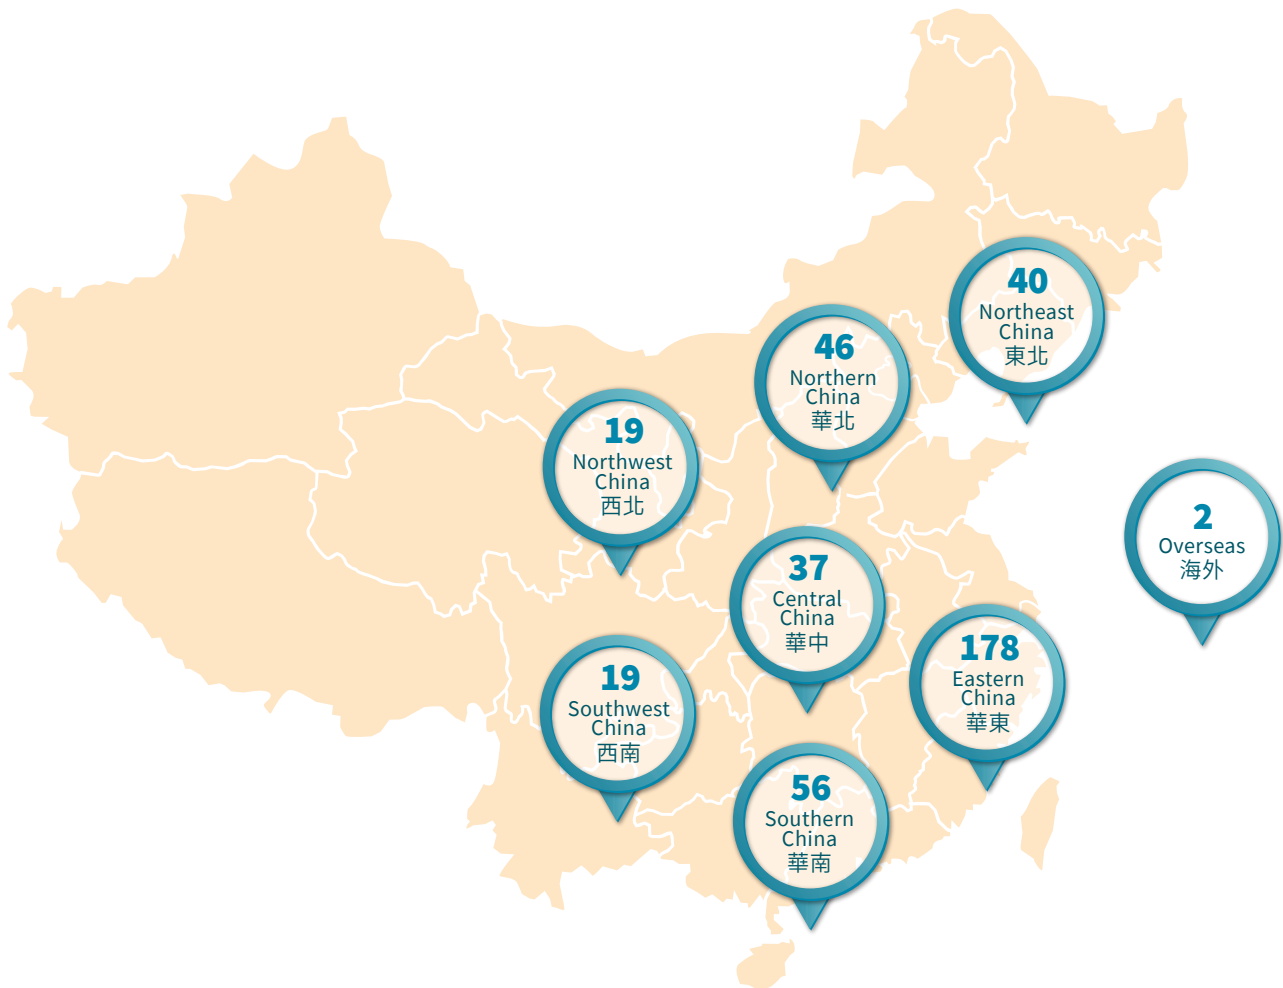 40
Northeast
China
東北
46
Northern
China
華北
19
Northwest
China
西北
2
Overseas
海外
37
Central
China
華中
178
Eastern
China
華東
19
Southwest
China
西南
56
Southern
China
華南